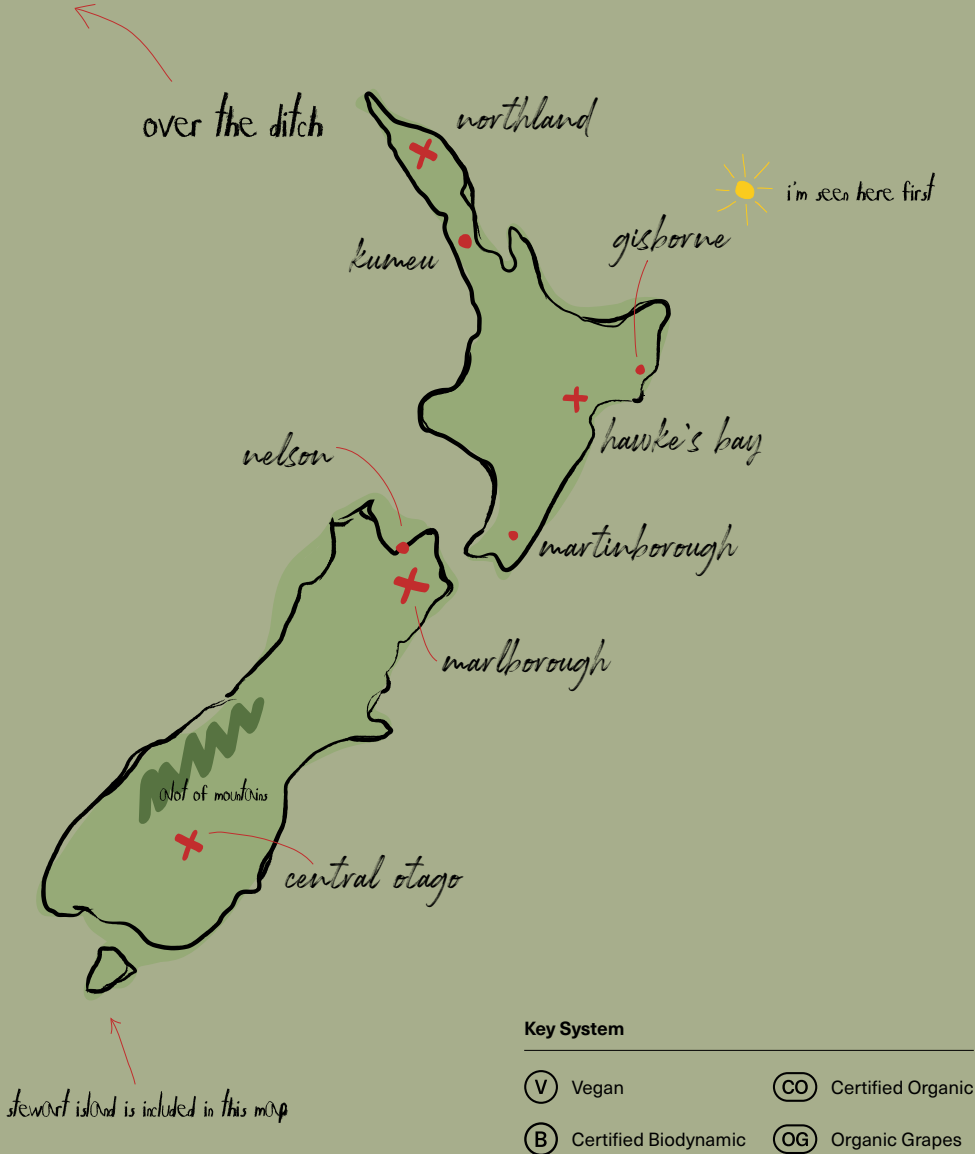 over the ditch
northland
i'm seen here first
gisborne
kumeu
hawke's bay
nelson
martinborough
marlborough
alot of mountains
central otago
stewart island is included in this map
Key System
V Vegan
CO Certified Organic
B Certified Biodynamic
OG Organic Grapes